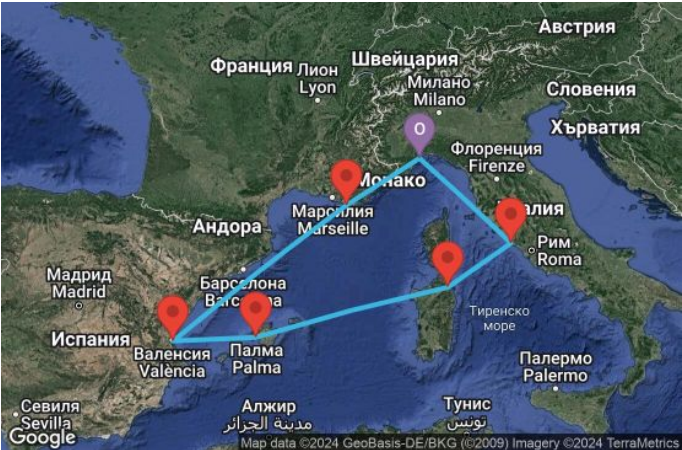 Австрия
Швейцария
Франция
Лион
Lyon
Милано
Milano
Словения
Хърватия
O
Флоренция
Firenze
Монако
Марсилия
Marseille
Италия
Андора
Рим
Roma
Барселона
Barcelona
Мадрид
Madrid
Тиренско
море
Испания
Валенсия
València
Палма
Palma
Палермо
Palermo
Севиля
Sevilla
Алжир
مدينة الجزائر
Тунис
تونس
Google
Map data ©2024 GeoBasis-DE/BKG (©2009) Imagery ©2024 TerraMetrics